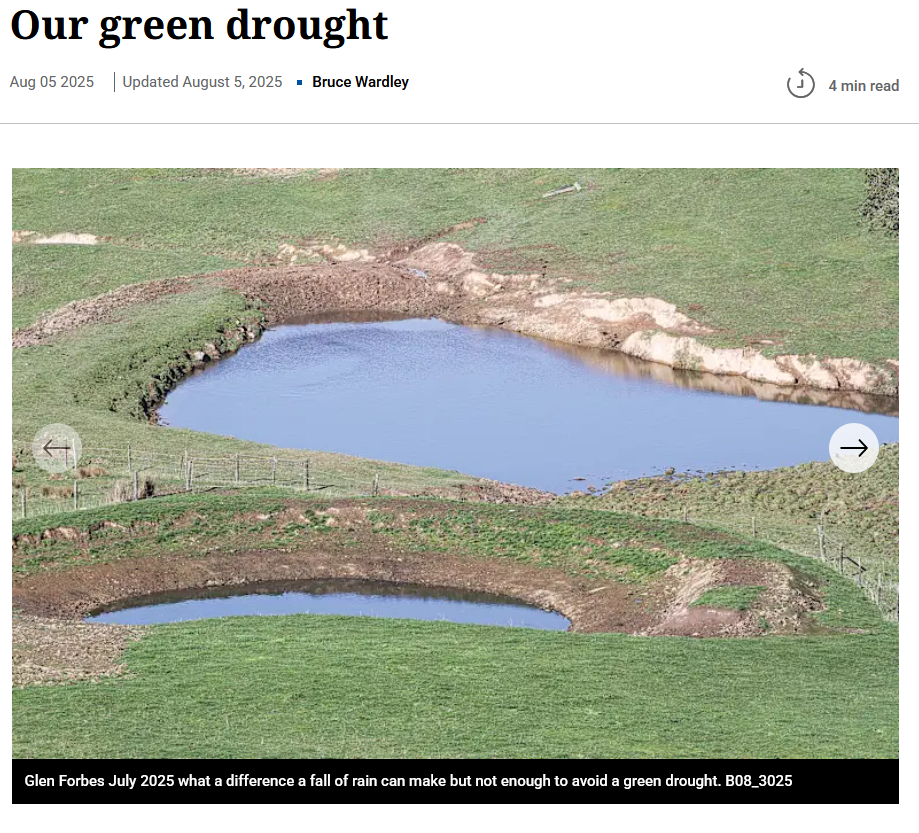 Our green drought
Aug 05 2025 | Updated August 5, 2025 ▪ Bruce Wardley 4 min read
Glen Forbes July 2025 what a difference a fall of rain can make but not enough to avoid a green drought. B08_3025